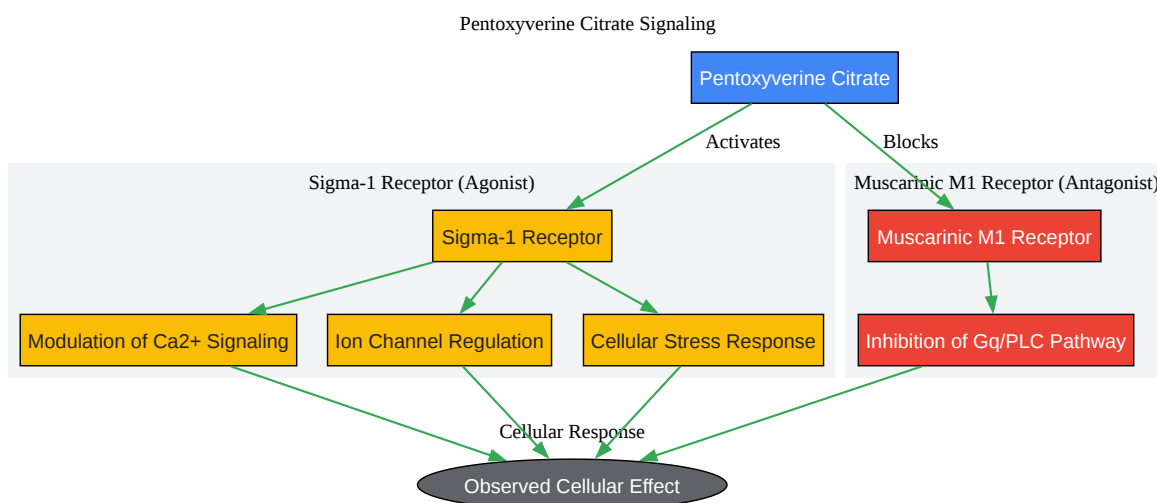 Pentoxyverine Citrate Signaling
Pentoxyverine Citrate
Activates
Blocks
Sigma-1 Receptor (Agonist)
Muscarinic M1 Receptor (Antagonist)
Sigma-1 Receptor
Muscarinic M1 Receptor
Modulation of Ca2+ Signaling
Ion Channel Regulation
Cellular Stress Response
Inhibition of Gq/PLC Pathway
Cellular Response
Observed Cellular Effect